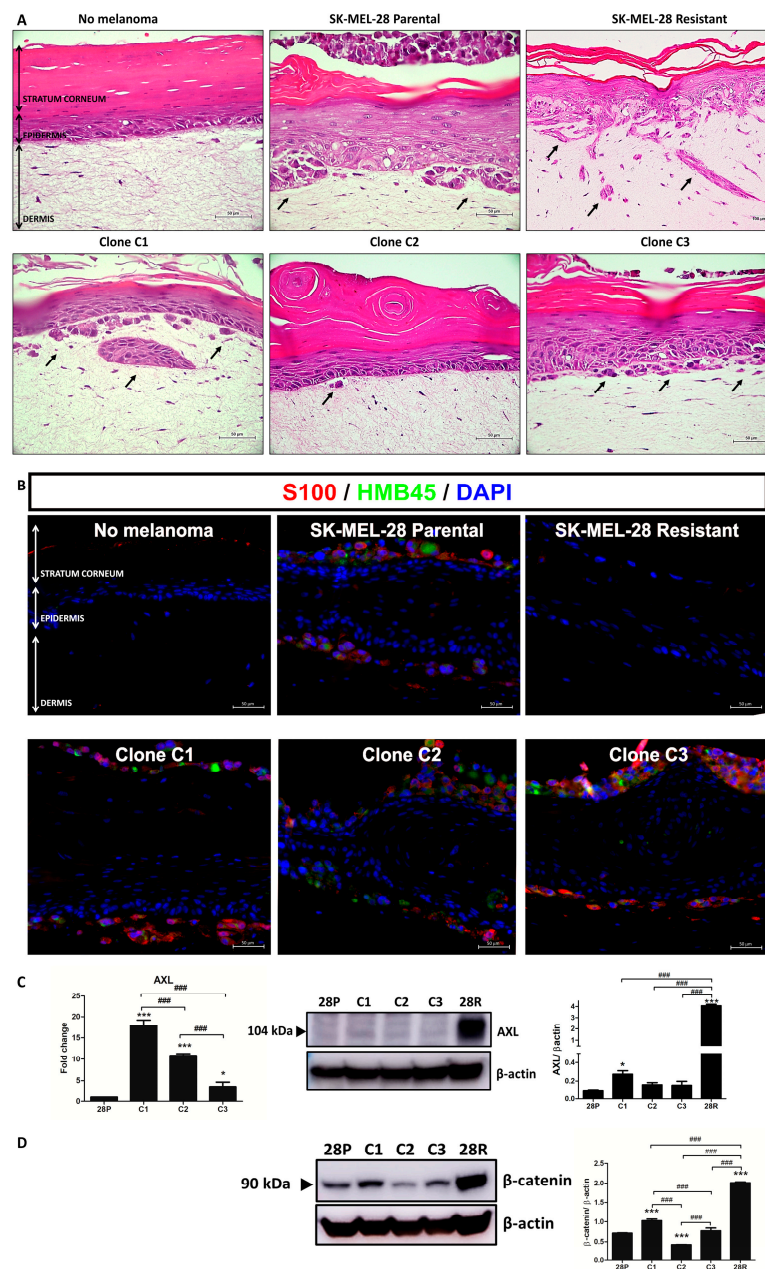 A
No melanoma
SK-MEL-28 Parental
SK-MEL-28 Resistant
STRATUM CORNEUM
EPIDERMIS
DERMIS
50 µm
50 µm
100 µm
Clone C1
Clone C2
Clone C3
50 µm
50 µm
50 µm
B
S100 / HMB45 / DAPI
No melanoma
SK-MEL-28 Parental
SK-MEL-28 Resistant
STRATUM CORNEUM
EPIDERMIS
DERMIS
50 µm
50 µm
50 µm
Clone C1
Clone C2
Clone C3
50 µm
50 µm
50 µm
C
AXL
Fold change
20
15
10
5
0
***
***
*
###
###
###
28P C1 C2 C3
28P C1 C2 C3 28R
104 kDa
AXL
β-actin
AXL/ βactin
4
3
2
1
0.4
0.2
0.0
*
***
###
###
###
28P C1 C2 C3 28R
D
28P C1 C2 C3 28R
90 kDa
β-catenin
β-actin
β-catenin/ β-actin
2.5
2.0
1.5
1.0
0.5
0.0
***
***
***
###
###
###
###
###
###
28P C1 C2 C3 28R